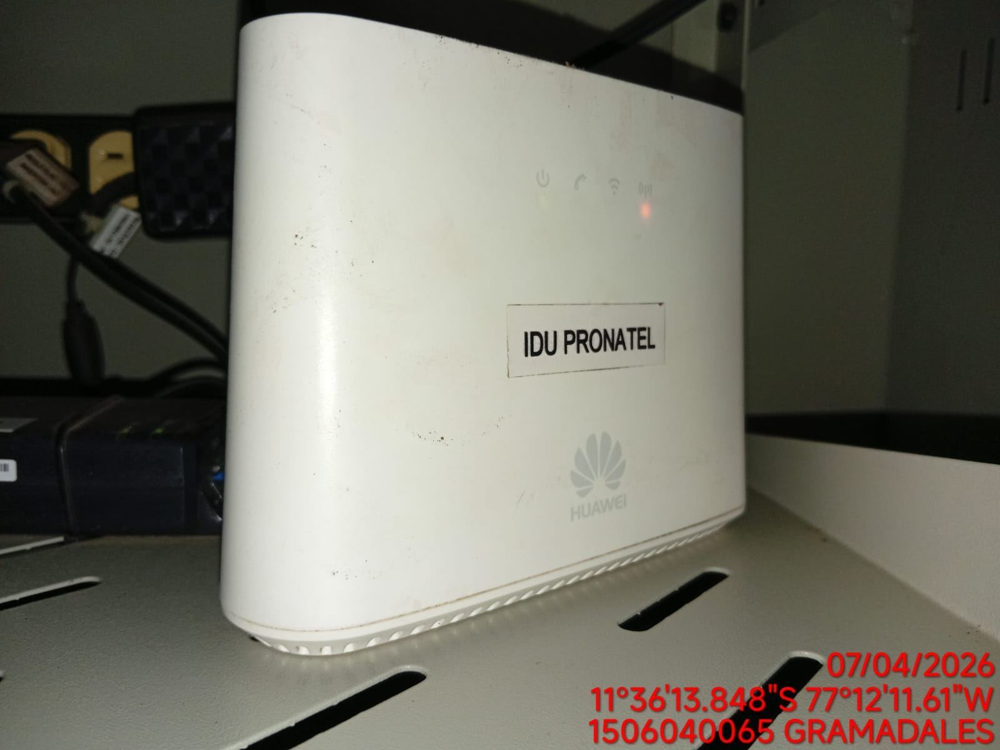 IDU PRONATEL
HUAWEI
07/04/2026
11°36'13.848"S 77°12'11.61"W
1506040065 GRAMADALES